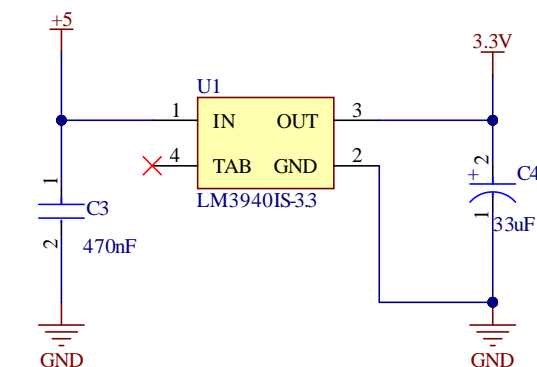 +5
3.3V
U1
1 IN OUT 3
4 TAB GND 2
LM3940IS-3.3
1
C3
2
470nF
+ 2
C4
1
33uF
GND
GND